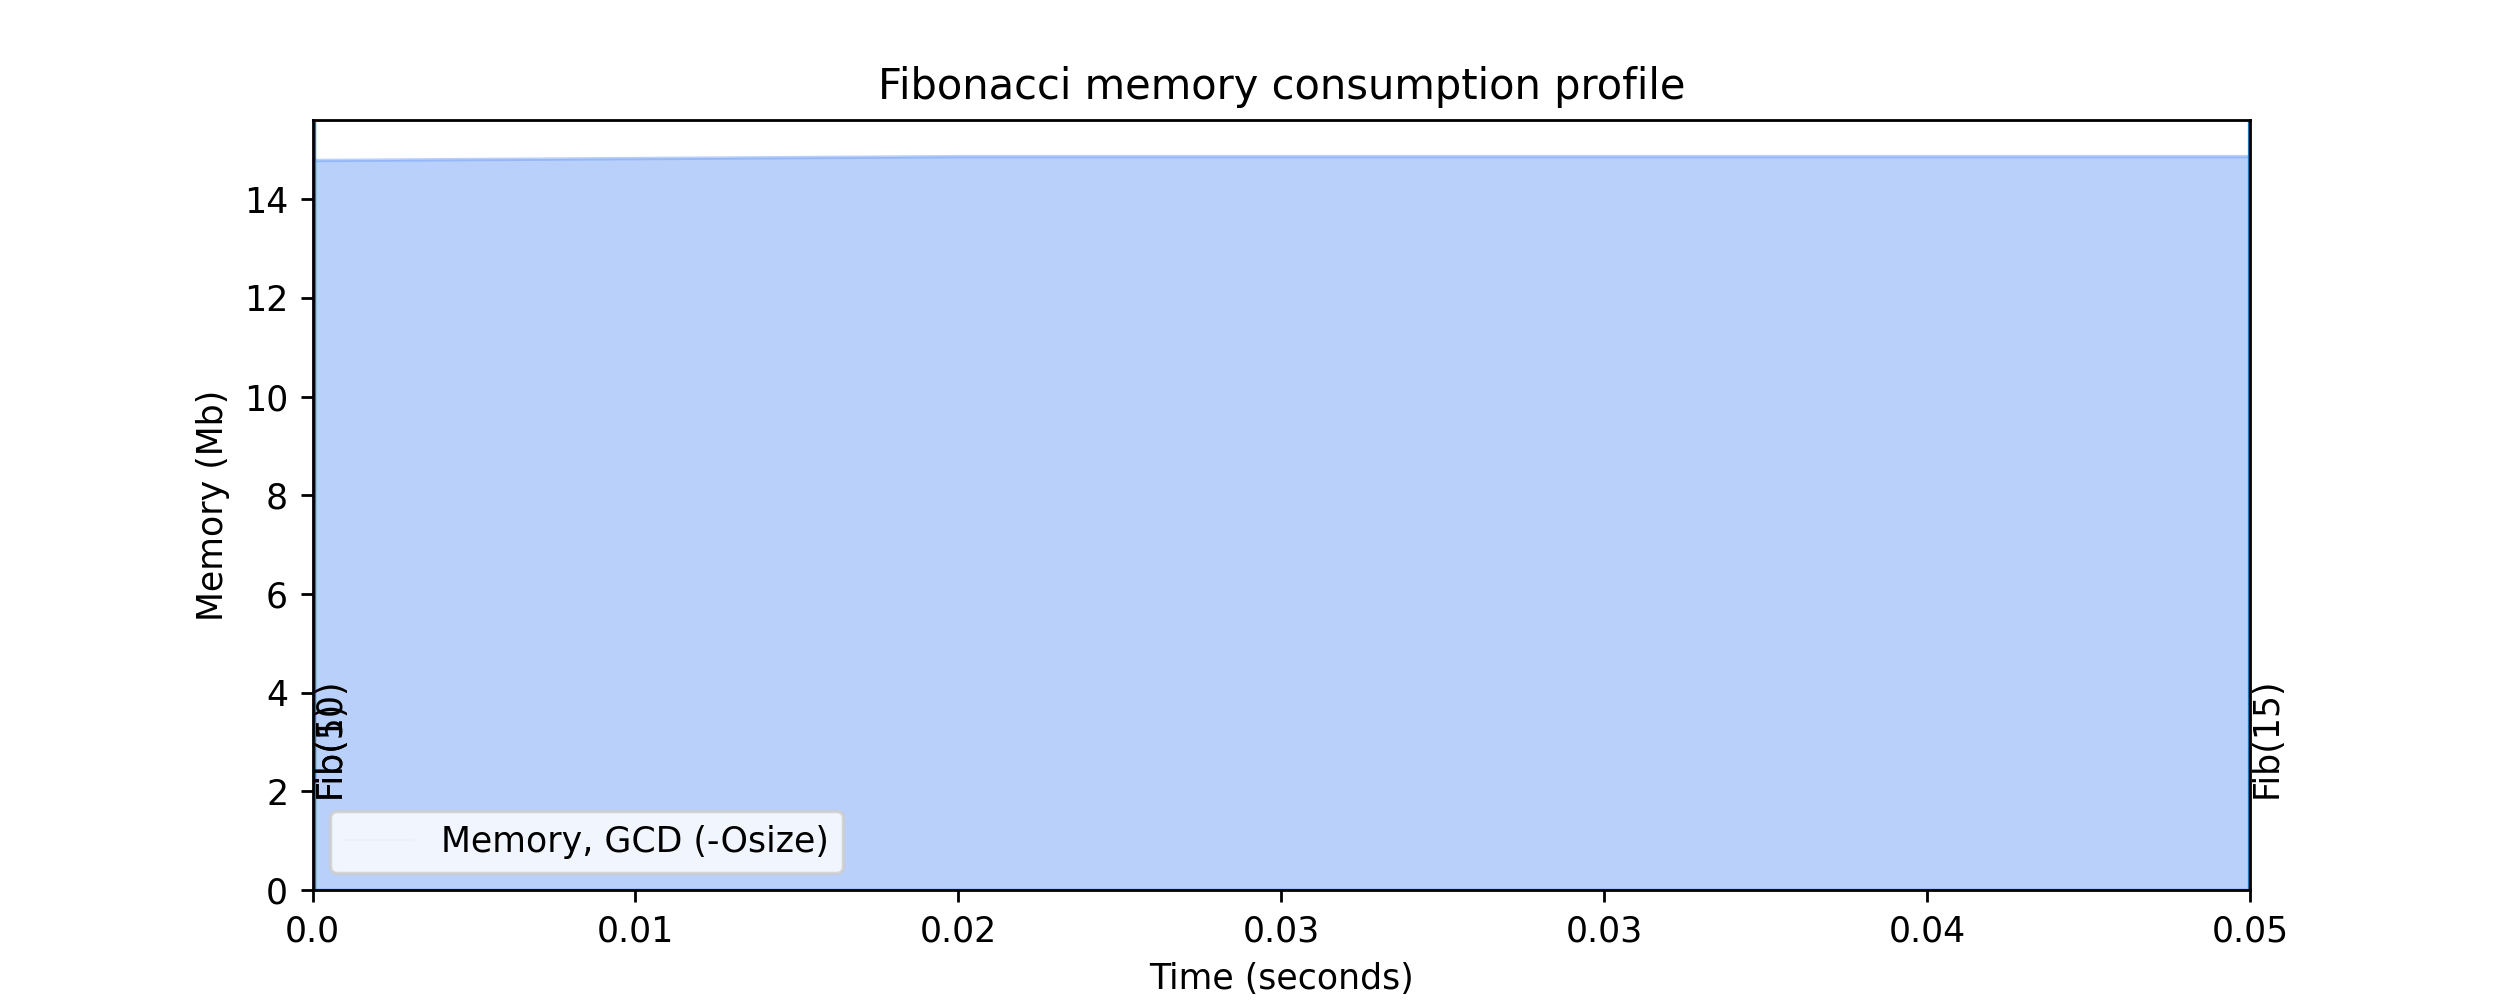 Fibonacci memory consumption profile
Memory (Mb)
14
12
10
8
6
4
2
0
Fib(15)
Memory, GCD (-Osize)
0.0 0.01 0.02 0.03 0.03 0.04 0.05
Time (seconds)